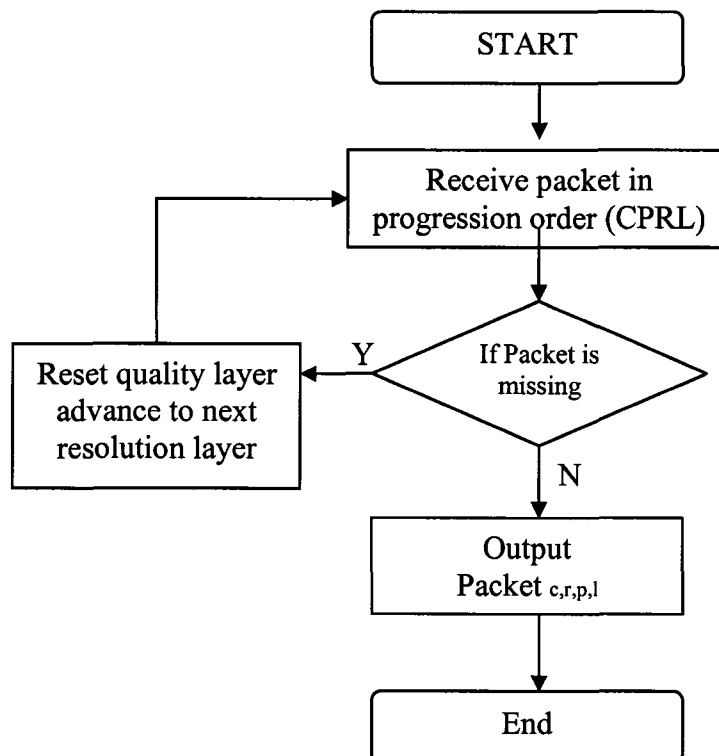 START
Receive packet in
progression order (CPRL)
If Packet is
missing
Y
Reset quality layer
advance to next
resolution layer
N
Output
Packet c,r,p,l
End